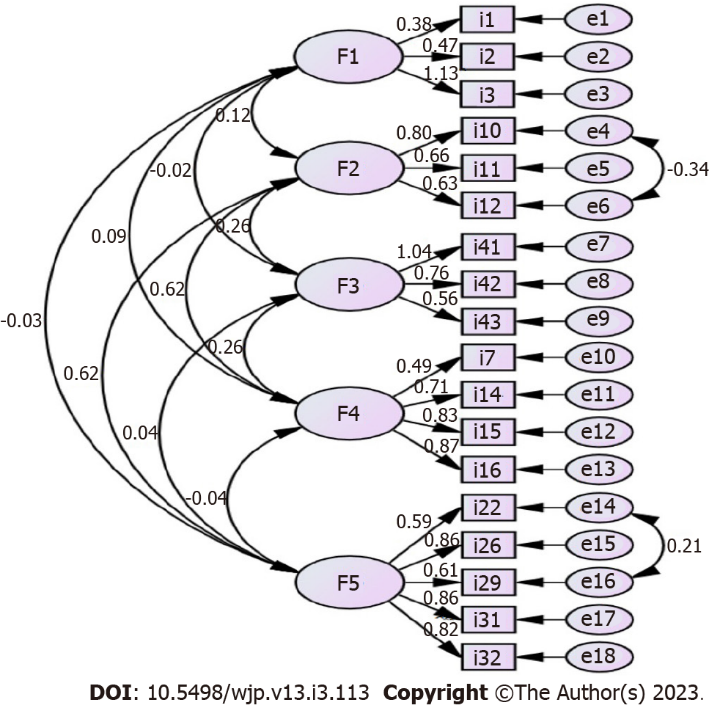 0.38 i1 e1
F1 0.47 i2 e2
1.13 i3 e3
0.12
0.80 i10 e4
F2 0.66 i11 e5 -0.34
-0.02
0.63 i12 e6
0.26
0.09
1.04 i41 e7
F3 0.76 i42 e8
0.62
0.56 i43 e9
-0.03
0.26
0.49 i7 e10
0.62
0.71 i14 e11
F4 0.83 i15 e12
0.04
0.87 i16 e13
-0.04
0.59 i22 e14
0.86 i26 e15 0.21
F5 0.61 i29 e16
0.86 i31 e17
0.82 i32 e18
DOI: 10.5498/wjp.v13.i3.113 Copyright ©The Author(s) 2023.